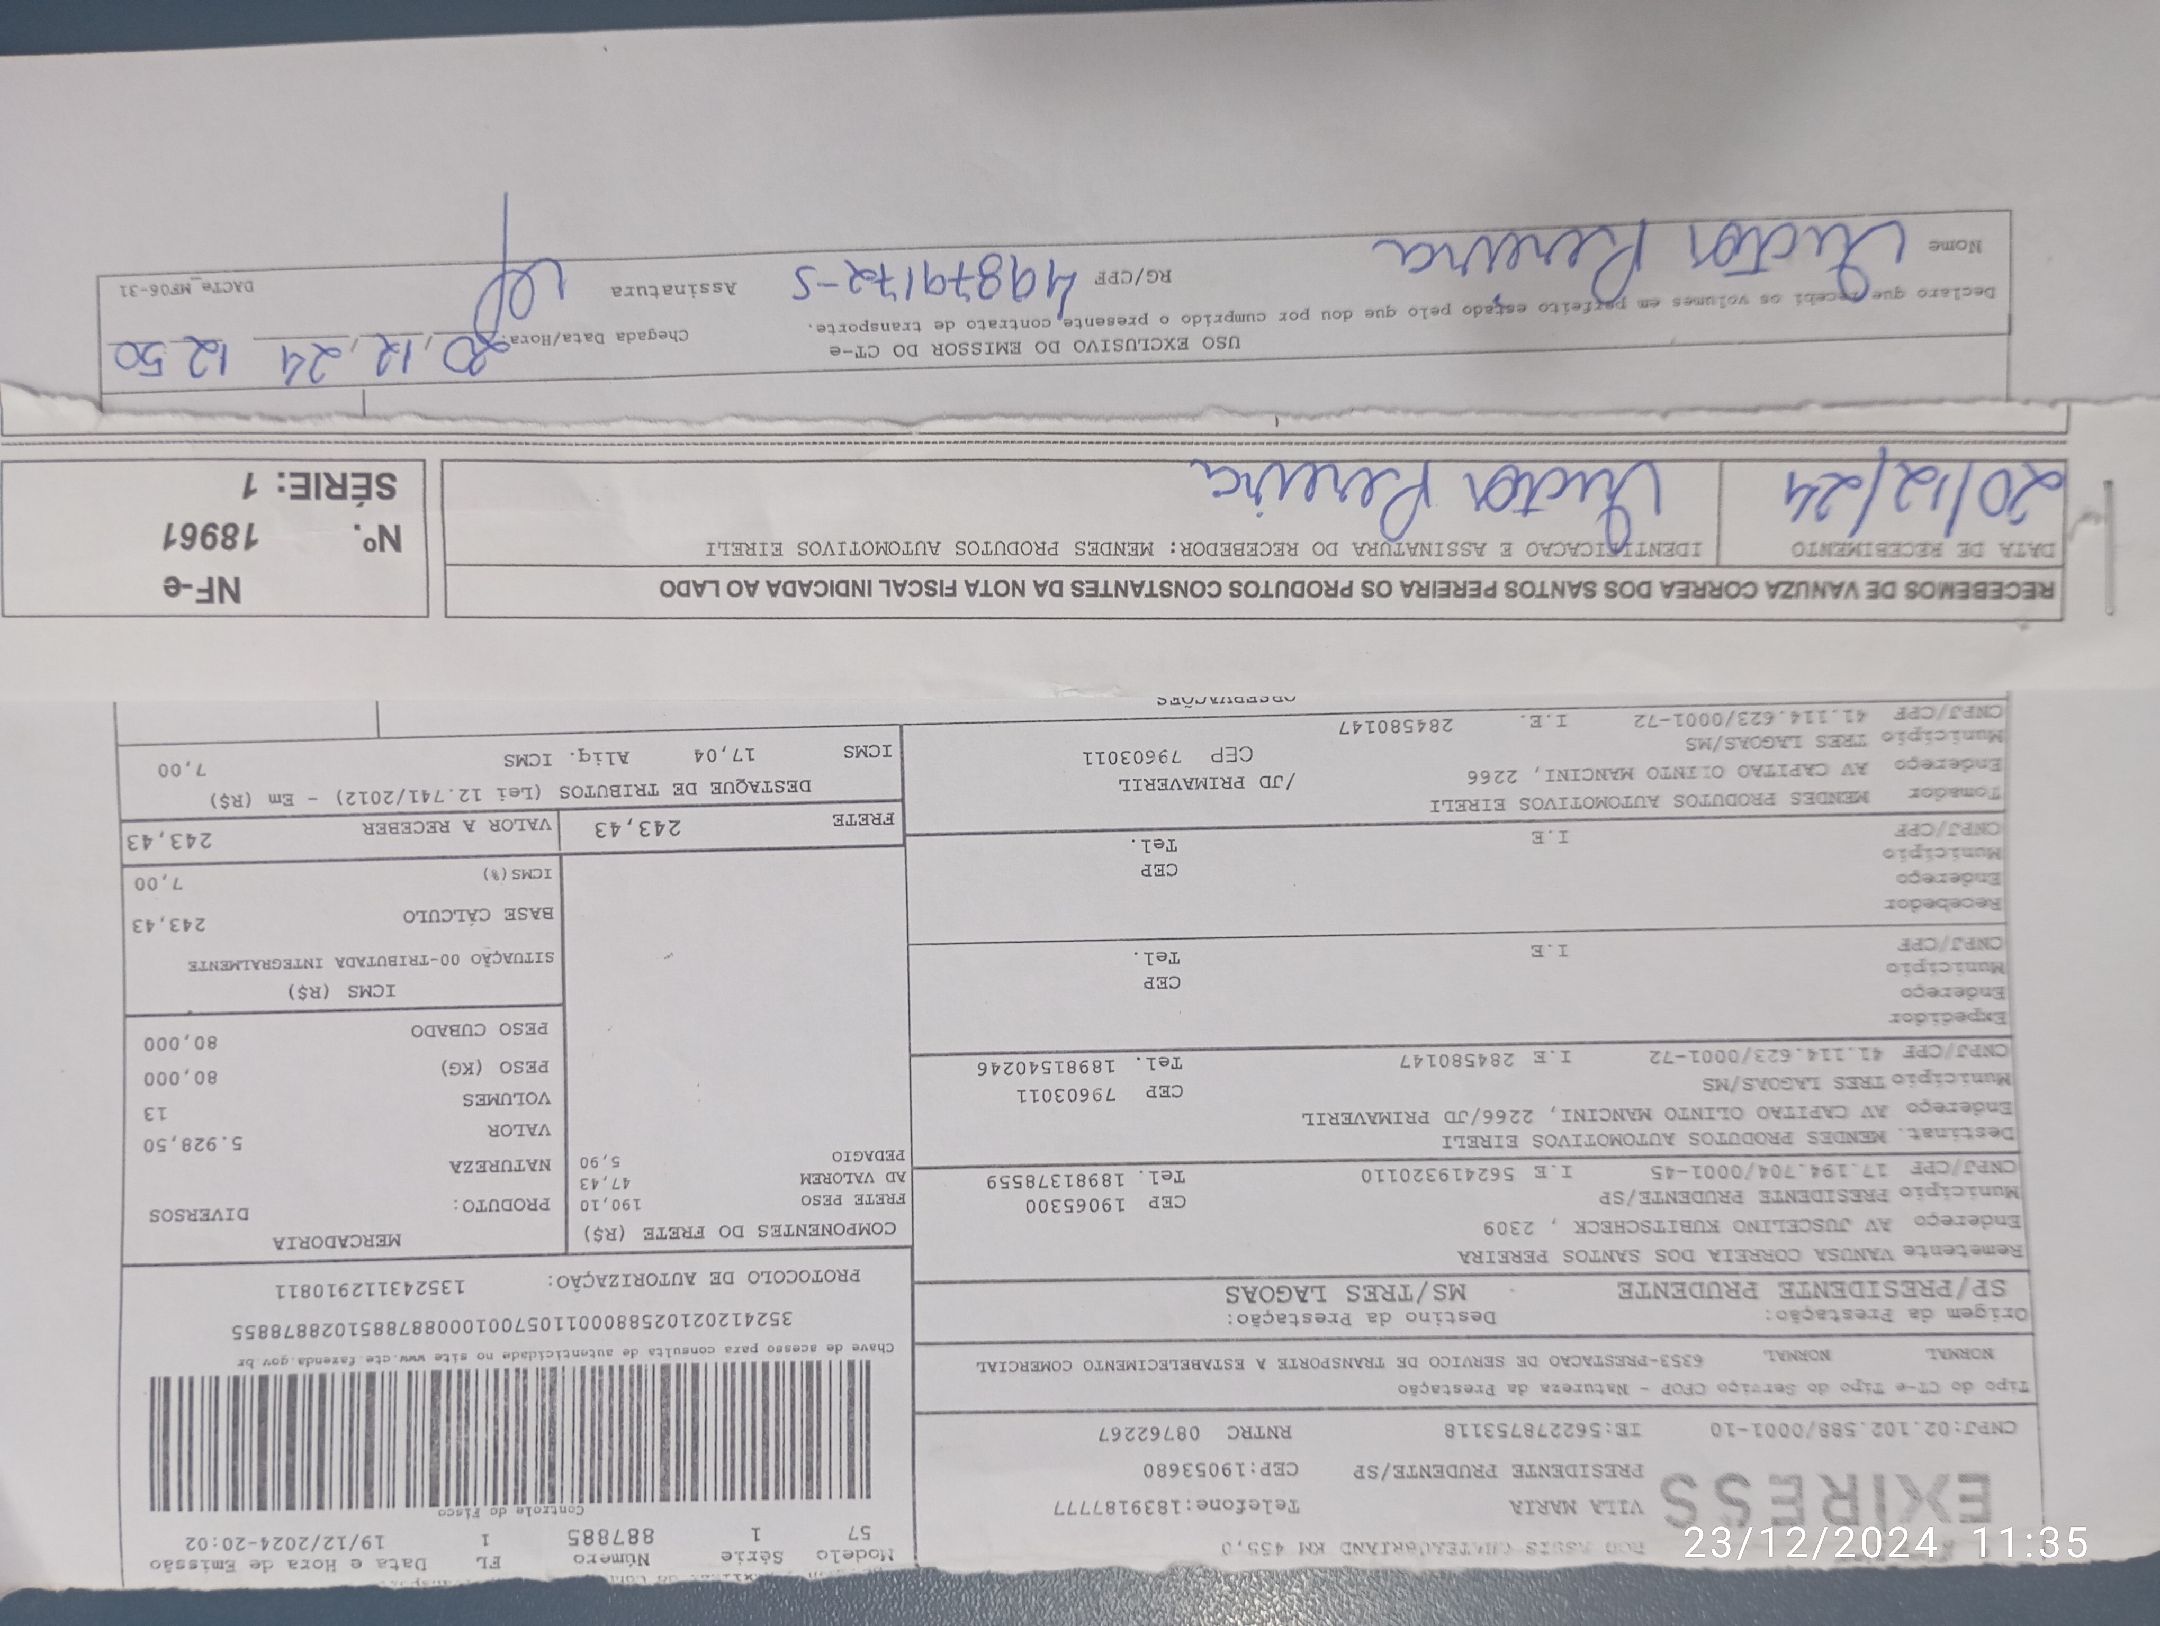 Modelo Série Número FL Data e Hora de Emissão
57 1 887885 1 19/12/2024-20:02
Controle do Fisco
ROD ASSIS CHATEAUBRIAND KM 455,0
VILA MARIA Telefone:1839187777
PRESIDENTE PRUDENTE/SP CEP:19053680
CNPJ:02.102.588/0001-10 IE:562278753118 RNTRC 08762267
Tipo do CT-e Tipo do Serviço CFOP - Natureza da Prestação
NORMAL NORMAL 6353-PRESTACAO DE SERVICO DE TRANSPORTE A ESTABELECIMENTO COMERCIAL
Chave de acesso para consulta de autenticidade no site www.cte.fazenda.gov.br
35241202102588000110570010008878851028878855
PROTOCOLO DE AUTORIZAÇÃO: 135243112910811
Origem da Prestação: Destino da Prestação:
SP/PRESIDENTE PRUDENTE MS/TRES LAGOAS
Remetente VANUSA CORREIA DOS SANTOS PEREIRA
Endereço AV JUSCELINO KUBITSCHECK , 2309
Município PRESIDENTE PRUDENTE/SP CEP 19065300
CNPJ/CPF 17.194.704/0001-45 I.E 562419320110 Tel. 18981378559
Destinat. MENDES PRODUTOS AUTOMOTIVOS EIRELI
Endereço AV CAPITAO OLINTO MANCINI, 2266/JD PRIMAVERIL
Município TRES LAGOAS/MS CEP 79603011
CNPJ/CPF 41.114.623/0001-72 I.E 284580147 Tel. 18981540246
Expedidor
Endereço
Município CEP
CNPJ/CPF I.E Tel.
Recebedor
Endereço
Município CEP
CNPJ/CPF I.E Tel.
Tomador MENDES PRODUTOS AUTOMOTIVOS EIRELI
Endereço AV CAPITAO OLINTO MANCINI, 2266 /JD PRIMAVERIL
Município TRES LAGOAS/MS CEP 79603011
CNPJ/CPF 41.114.623/0001-72 I.E. 284580147
OBSERVAÇÕES
COMPONENTES DO FRETE (R$)
FRETE PESO 190,10
AD VALOREM 47,43
PEDAGIO 5,90
MERCADORIA
PRODUTO: DIVERSOS
NATUREZA
VALOR 5.928,50
VOLUMES 13
PESO (KG) 80,000
PESO CUBADO 80,000
ICMS (R$)
SITUAÇÃO 00-TRIBUTADA INTEGRALMENTE
BASE CÁLCULO 243,43
ICMS(%) 7,00
FRETE 243,43 VALOR A RECEBER 243,43
DESTAQUE DE TRIBUTOS (Lei 12.741/2012) - Em (R$)
ICMS 17,04 Aliq. ICMS 7,00
RECEBEMOS DE VANUZA CORREA DOS SANTOS PEREIRA OS PRODUTOS CONSTANTES DA NOTA FISCAL INDICADA AO LADO
DATA DE RECEBIMENTO IDENTIFICACAO E ASSINATURA DO RECEBEDOR: MENDES PRODUTOS AUTOMOTIVOS EIRELI
20/12/24 Victor Pereira
NF-e
Nº. 18961
SÉRIE: 1
USO EXCLUSIVO DO EMISSOR DO CT-e
Chegada Data/Hora: 20,12,24 12 50
Declaro que recebi os volumes em perfeito estado pelo que dou por cumprido o presente contrato de transporte.
Nome Victor Pereira RG/CPF 49879172-5 Assinatura
DACTe_MF06-31
23/12/2024 11:35